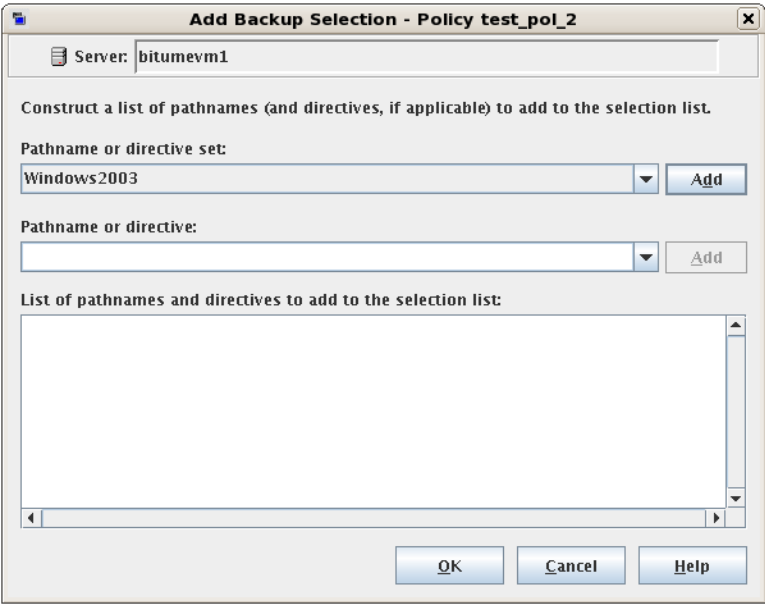 Add Backup Selection - Policy test_pol_2
Server: bitumevm1
Construct a list of pathnames (and directives, if applicable) to add to the selection list.
Pathname or directive set:
Windows2003 Add
Pathname or directive:
Add
List of pathnames and directives to add to the selection list:
OK Cancel Help